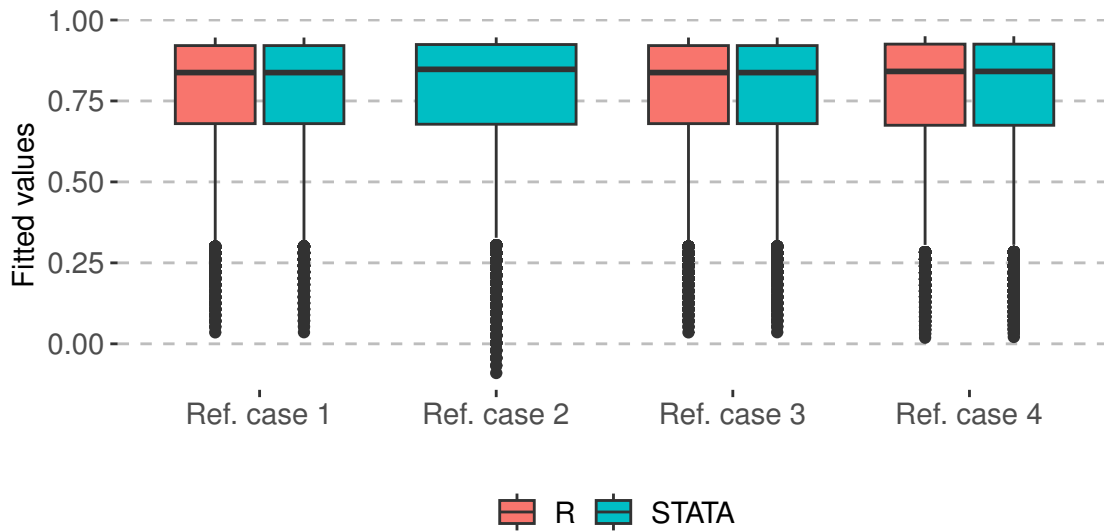 1.00
0.75
0.50
0.25
0.00
Fitted values
Ref. case 1 Ref. case 2 Ref. case 3 Ref. case 4
R STATA